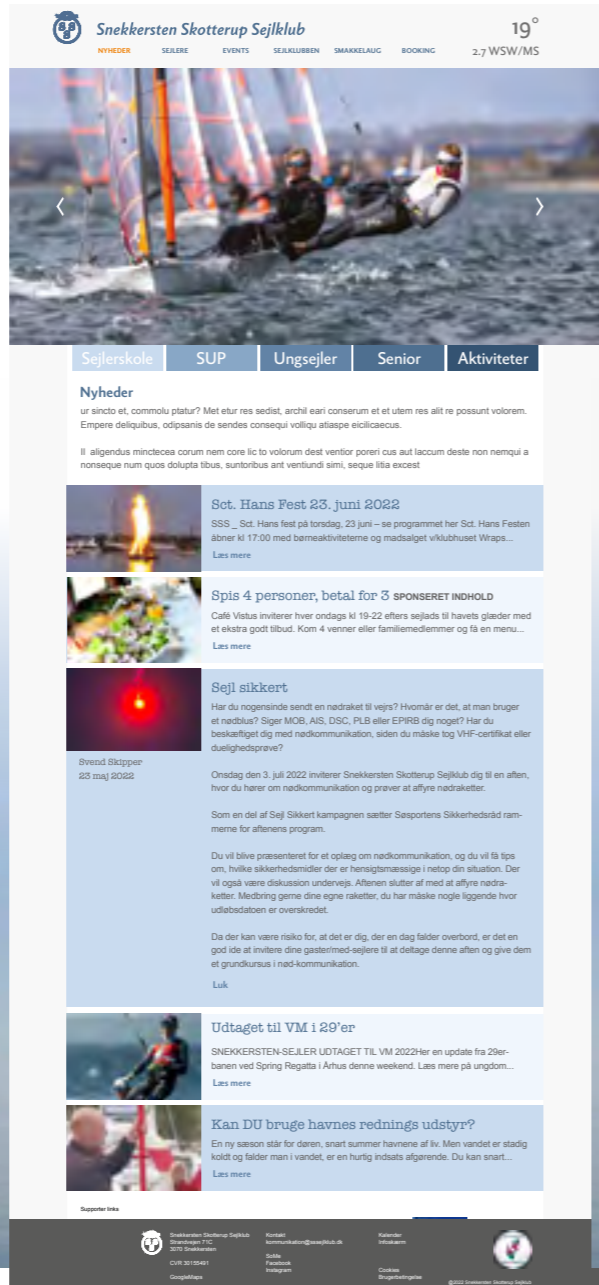 Snekkersten Skotterup Sejlklub
19°
NYHEDER SEJLERE EVENTS SEJLKLUBBEN SMAKKELAUG BOOKING
2.7 WSW/MS
Sejlerskole SUP Ungsejler Senior Aktiviteter
Nyheder
ur sincto et, commolu ptatur? Met etur res sedist, archil eari conserum et et utem res alit re possunt volorem.
Empere deliquibus, odipsanis de sendes consequi volliqu atiaspe eicilicaecus.
Il aligendus minctecea corum nem core lic to volorum dest ventior poreri cus aut laccum deste non nemqui a
nonseque num quos dolupta tibus, suntoribus ant ventiundi simi, seque litia excest
Sct. Hans Fest 23. juni 2022
SSS _ Sct. Hans fest på torsdag, 23 juni – se programmet her Sct. Hans Festen
åbner kl 17:00 med børneaktiviteterne og madsalget v/klubhuset Wraps...
Læs mere
Spis 4 personer, betal for 3 SPONSERET INDHOLD
Café Vistus inviterer hver ondags kl 19-22 efters sejlads til havets glæder med
et ekstra godt tilbud. Kom 4 venner eller familiemedlemmer og få en menu...
Læs mere
Sejl sikkert
Har du nogensinde sendt en nødraket til vejrs? Hvornår er det, at man bruger
et nødblus? Siger MOB, AIS, DSC, PLB eller EPIRB dig noget? Har du
beskæftiget dig med nødkommunikation, siden du måske tog VHF-certifikat eller
duelighedsprøve?
Svend Skipper
23 maj 2022
Onsdag den 3. juli 2022 inviterer Snekkersten Skotterup Sejlklub dig til en aften,
hvor du hører om nødkommunikation og prøver at affyre nødraketter.
Som en del af Sejl Sikkert kampagnen sætter Søsportens Sikkerhedsråd ram-
merne for aftenens program.
Du vil blive præsenteret for et oplæg om nødkommunikation, og du vil få tips
om, hvilke sikkerhedsmidler der er hensigtsmæssige i netop din situation. Der
vil også være diskussion undervejs. Aftenen slutter af med at affyre nødra-
ketter. Medbring gerne dine egne raketter, du har måske nogle liggende hvor
udløbsdatoen er overskredet.
Da der kan være risiko for, at det er dig, der en dag falder overbord, er det en
god ide at invitere dine gaster/med-sejlere til at deltage denne aften og give dem
et grundkursus i nød-kommunikation.
Luk
Udtaget til VM i 29'er
SNEKKERSTEN-SEJLER UDTAGET TIL VM 2022Her en update fra 29er-
banen ved Spring Regatta i Århus denne weekend. Læs mere på ungdom...
Læs mere
Kan DU bruge havnes rednings udstyr?
En ny sæson står for døren, snart summer havnene af liv. Men vandet er stadig
koldt og falder man i vandet, er en hurtig indsats afgørende. Du kan snart...
Læs mere
Supporter links
Snekkersten Skotterup Sejlklub
Strandvejen 71C
3070 Snekkersten
CVR 30155491
GoogleMaps
Kontakt
kommunikation@sssejlklub.dk
SoMe
Facebook
Instagram
Kalender
Infoskærm
Cookies
Brugerbetingelse
@2022 Snekkersten Skotterup Sejlklub